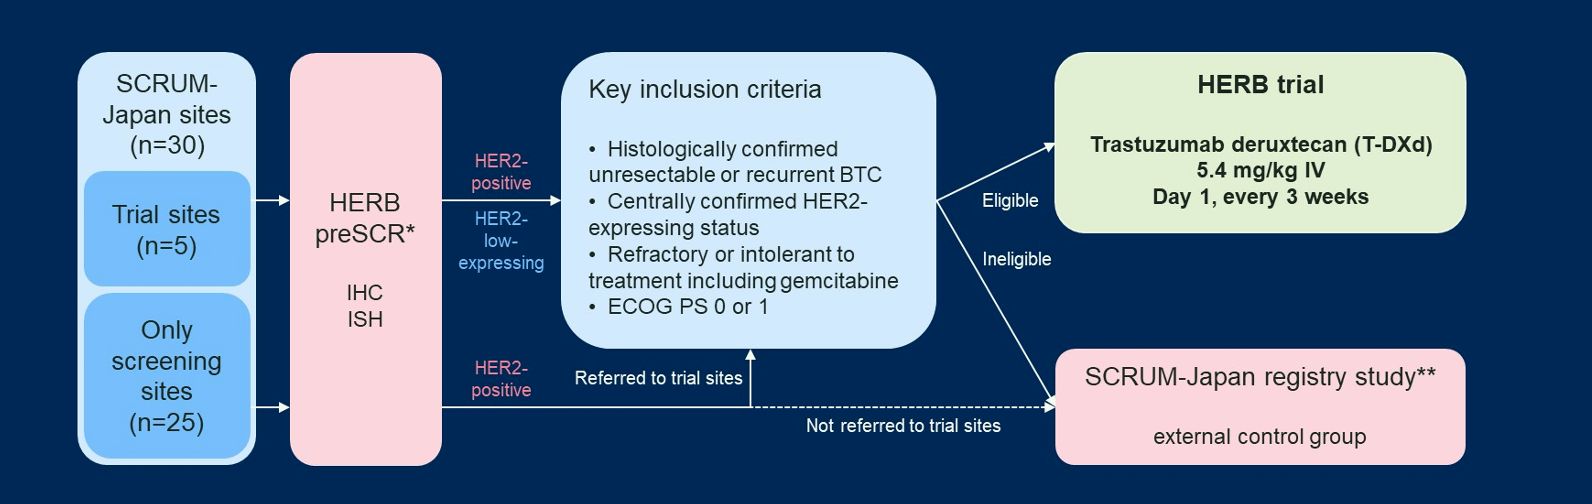 SCRUM-
Japan sites
(n=30)
Trial sites
(n=5)
Only
screening
sites
(n=25)
HERB
preSCR*
IHC
ISH
HER2-
positive
HER2-
low-
expressing
HER2-
positive
Key inclusion criteria
• Histologically confirmed
unresectable or recurrent BTC
• Centrally confirmed HER2-
expressing status
• Refractory or intolerant to
treatment including gemcitabine
• ECOG PS 0 or 1
Referred to trial sites
Not referred to trial sites
Eligible
Ineligible
HERB trial
Trastuzumab deruxtecan (T-DXd)
5.4 mg/kg IV
Day 1, every 3 weeks
SCRUM-Japan registry study**
external control group